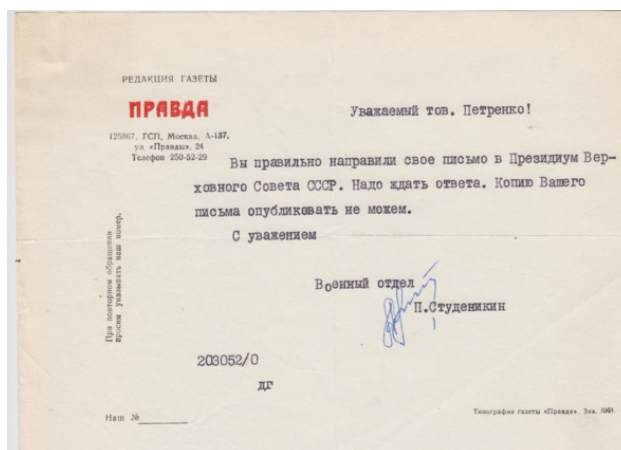 РЕДАКЦИЯ ГАЗЕТЫ
ПРАВДА
125867, ГСП, Москва, А-137,
ул. «Правды», 24
Телефон 250-52-29
Уважаемый тов. Петренко!
Вы правильно направили свое письмо в Президиум Вер-
ховного Совета СССР. Надо ждать ответа. Копию Вашего
письма опубликовать не можем.
С уважением
Военный отдел
П.Студеникин
При повторном обращении
просим указывать наш номер.
203052/0
дг
Наш №
Типография газеты «Правда». Зак.